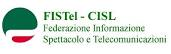 FISTel - CISL
Federazione Informazione
Spettacolo e Telecomunicazioni